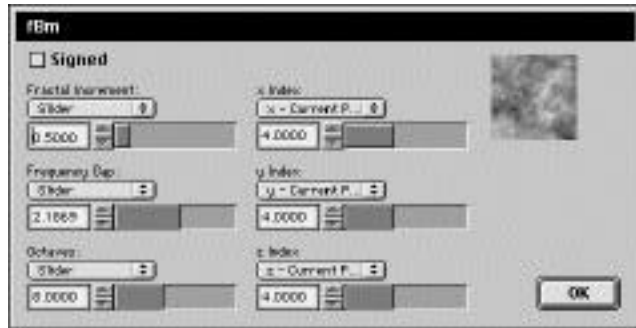 fBm
Signed
Fractal Increment:
Slider
0.5000
Frequency Gap:
Slider
2.1869
Octaves:
Slider
8.0000
x Index:
x - Current P...
4.0000
y Index:
y - Current P...
4.0000
z Index:
z - Current P...
4.0000
OK